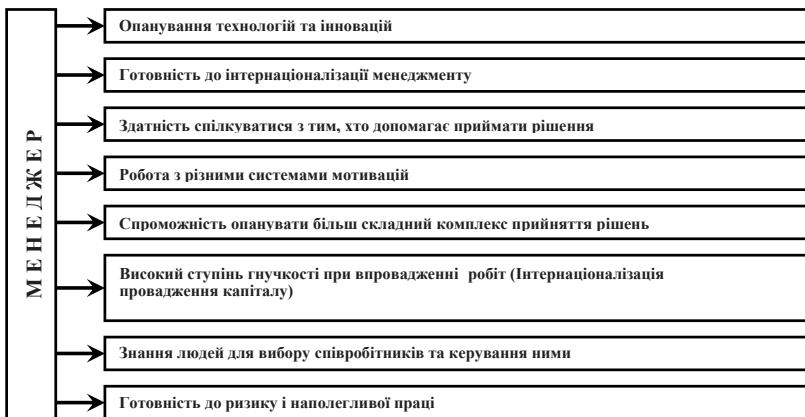 МЕНЕДЖЕР
Опанування технологій та інновацій
Готовність до інтернаціоналізації менеджменту
Здатність спілкуватися з тим, хто допомагає приймати рішення
Робота з різними системами мотивацій
Спроможність опанувати більш складний комплекс прийняття рішень
Високий ступінь гнучкості при впровадженні робіт (Інтернаціоналізація
провадження капіталу)
Знання людей для вибору співробітників та керування ними
Готовність до ризику і наполегливої праці